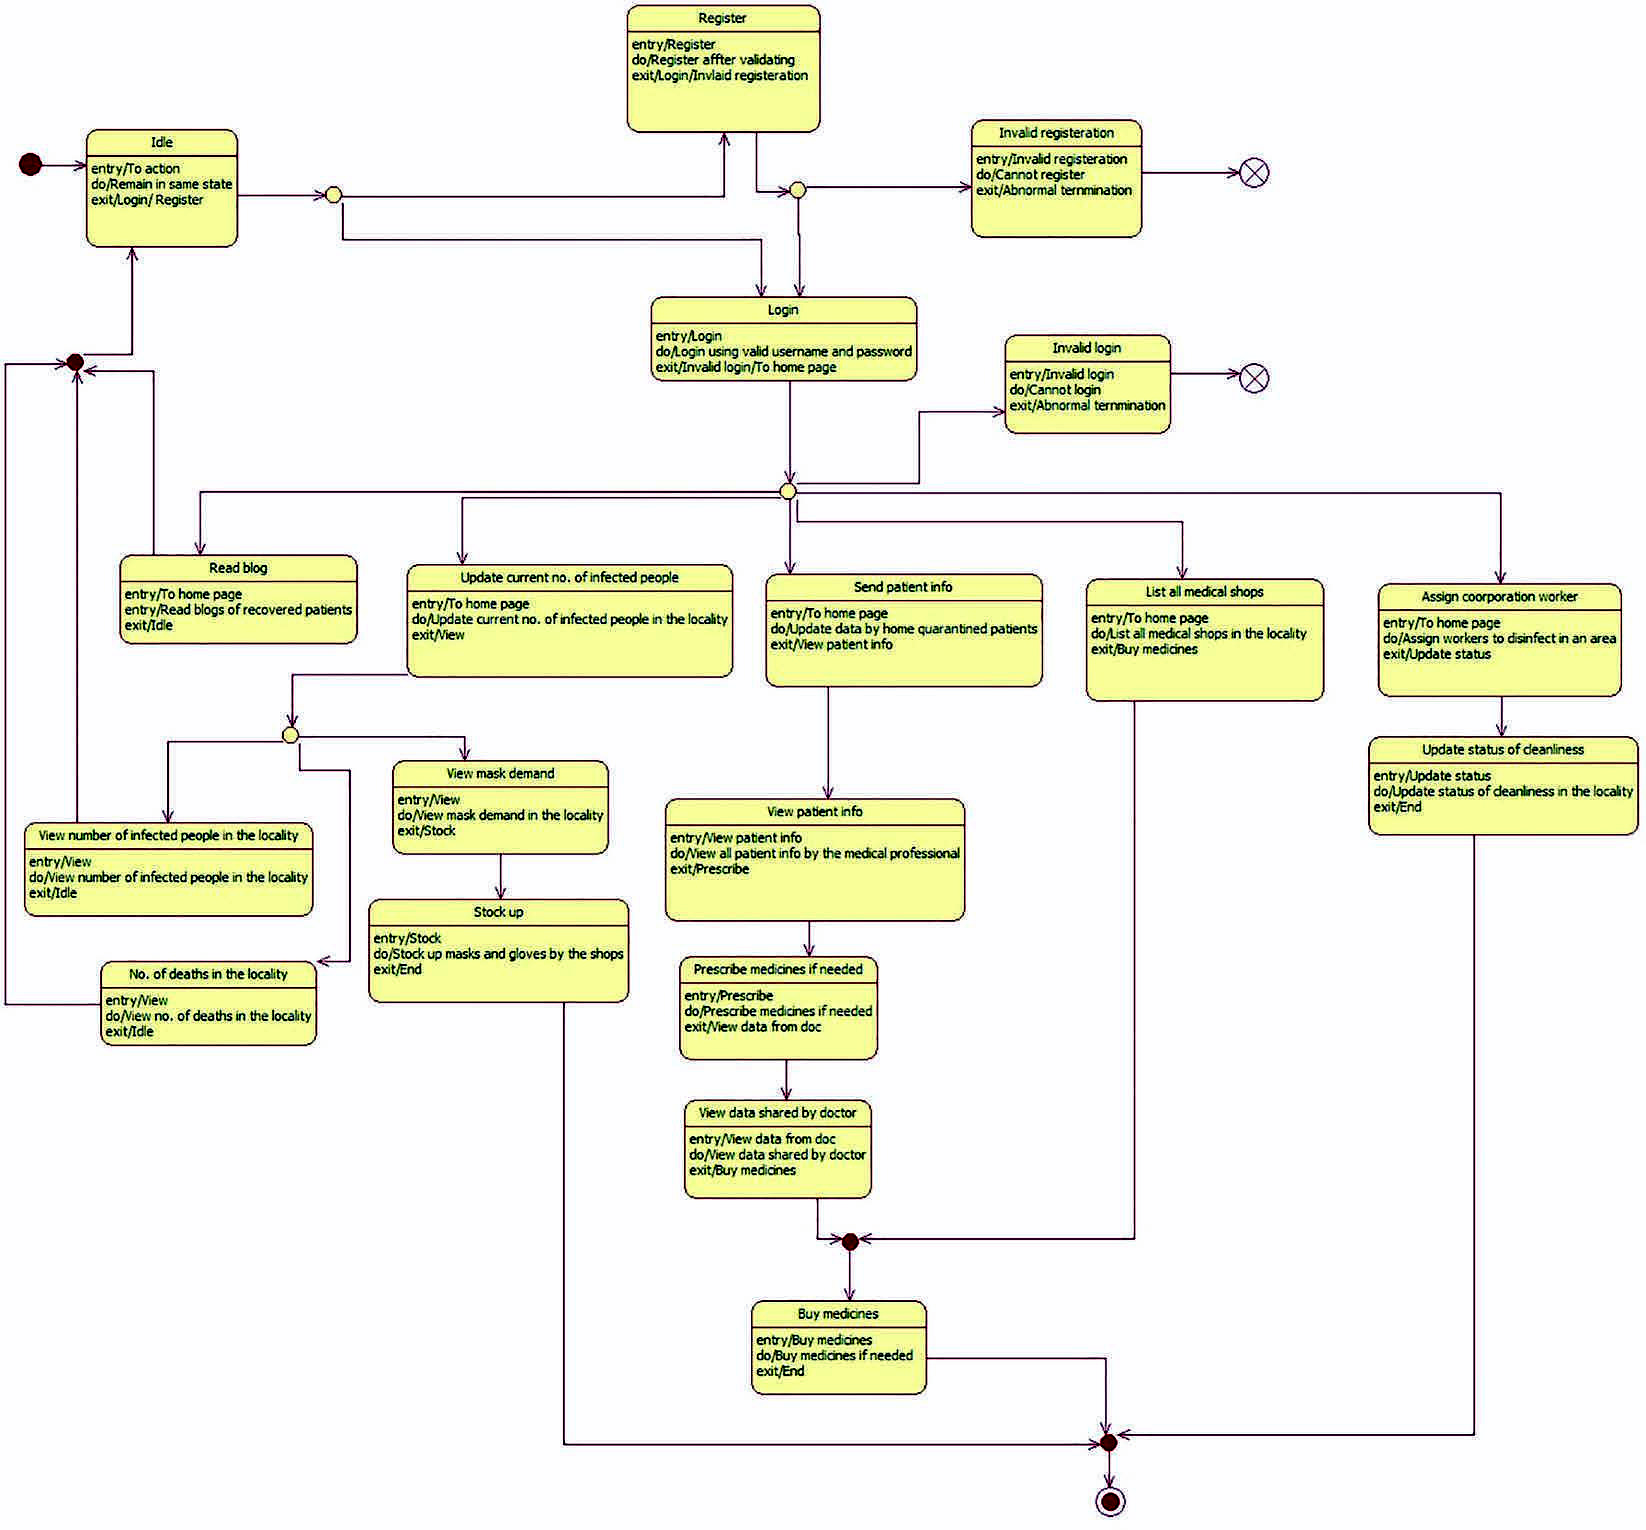 Register
entry/Register
do/Register affter validating
exit/Login/Invlaid registeration
Idle
entry/To action
do/Remain in same state
exit/Login/ Register
Invalid registeration
entry/Invalid registeration
do/Cannot register
exit/Abnormal ternmination
Login
entry/Login
do/Login using valid username and password
exit/Invalid login/To home page
Invalid login
entry/Invalid login
do/Cannot login
exit/Abnormal ternmination
Read blog
entry/To home page
entry/Read blogs of recovered patients
exit/Idle
Update current no. of infected people
entry/To home page
do/Update current no. of infected people in the locality
exit/View
Send patient info
entry/To home page
do/Update data by home quarantined patients
exit/View patient info
List all medical shops
entry/To home page
do/List all medical shops in the locality
exit/Buy medicines
Assign coorporation worker
entry/To home page
do/Assign workers to disinfect in an area
exit/Update status
Update status of cleanliness
entry/Update status
do/Update status of cleanliness in the locality
exit/End
View mask demand
entry/View
do/View mask demand in the locality
exit/Stock
View number of infected people in the locality
entry/View
do/View number of infected people in the locality
exit/Idle
View patient info
entry/View patient info
do/View all patient info by the medical professional
exit/Prescribe
Stock up
entry/Stock
do/Stock up masks and gloves by the shops
exit/End
No. of deaths in the locality
entry/View
do/View no. of deaths in the locality
exit/Idle
Prescribe medicines if needed
entry/Prescribe
do/Prescribe medicines if needed
exit/View data from doc
View data shared by doctor
entry/View data from doc
do/View data shared by doctor
exit/Buy medicines
Buy medicines
entry/Buy medicines
do/Buy medicines if needed
exit/End